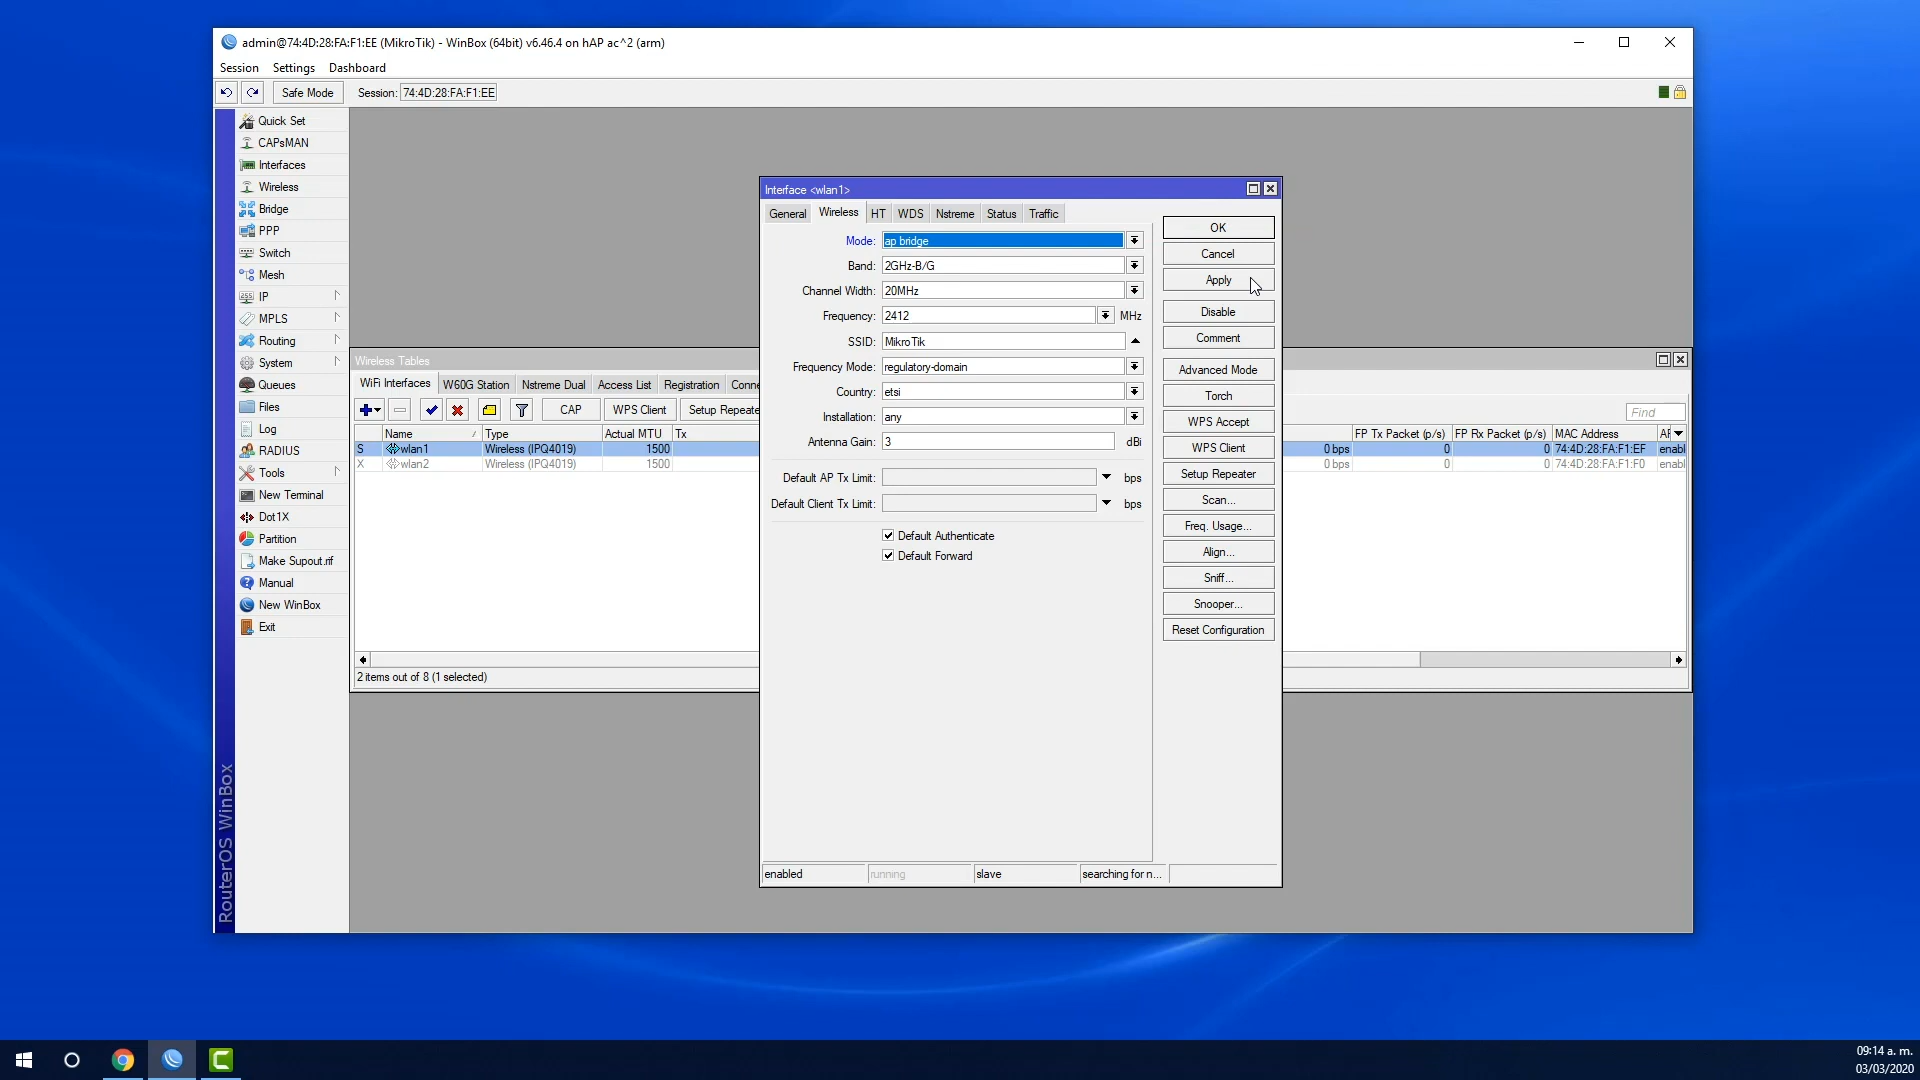 admin@74:4D:28:FA:F1:EE (MikroTik) - WinBox (64bit) v6.46.4 on hAP ac^2 (arm)
Session Settings Dashboard
Safe Mode Session: 74:4D:28:FA:F1:EE
Quick Set
CAPsMAN
Interfaces
Wireless
Bridge
PPP
Switch
Mesh
IP
MPLS
Routing
System
Queues
Files
Log
RADIUS
Tools
New Terminal
Dot1X
Partition
Make Supout.rif
Manual
New WinBox
Exit
RouterOS WinBox
Wireless Tables
WiFi Interfaces W60G Station Nstreme Dual Access List Registration Conne
CAP WPS Client Setup Repeate
Find
Name / Type Actual MTU Tx FP Tx Packet (p/s) FP Rx Packet (p/s) MAC Address
S wlan1 Wireless (IPQ4019) 1500 0 bps 0 0 74:4D:28:FA:F1:EF enabl
X wlan2 Wireless (IPQ4019) 1500 0 bps 0 0 74:4D:28:FA:F1:F0 enabl
2 items out of 8 (1 selected)
Interface <wlan1>
General Wireless HT WDS Nstreme Status Traffic
Mode: ap bridge
Band: 2GHz-B/G
Channel Width: 20MHz
Frequency: 2412 MHz
SSID: MikroTik
Frequency Mode: regulatory-domain
Country: etsi
Installation: any
Antenna Gain: 3 dBi
Default AP Tx Limit: bps
Default Client Tx Limit: bps
Default Authenticate
Default Forward
OK
Cancel
Apply
Disable
Comment
Advanced Mode
Torch
WPS Accept
WPS Client
Setup Repeater
Scan...
Freq. Usage...
Align...
Sniff...
Snooper...
Reset Configuration
enabled running slave searching for n...
09:14 a. m.
03/03/2020